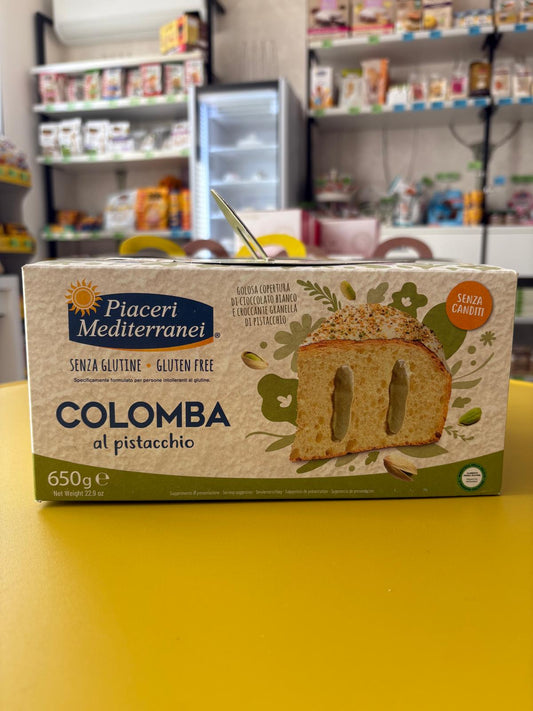 Piaceri
Mediterranei®
SENZA GLUTINE • GLUTEN FREE
Specificamente formulato per persone intolleranti al glutine.
COLOMBA
al pistacchio
650g e
Net Weight 22.9 oz
GOLOSA COPERTURA
DI CIOCCOLATO BIANCO
E CROCCANTE GRANELLA
DI PISTACCHIO
SENZA
CANDITI